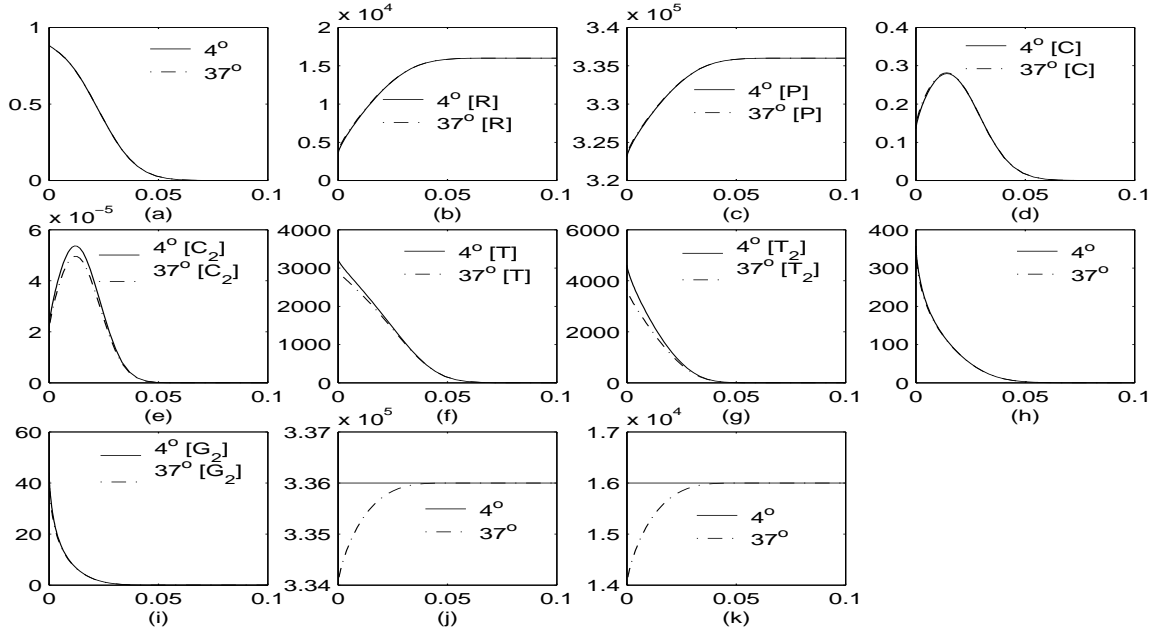 1
0.5
0
0
0.05
0.1
(a)
4°
37°
x 10^4
2
1.5
1
0.5
0
0
0.05
0.1
(b)
4° [R]
37° [R]
x 10^5
3.4
3.35
3.3
3.25
3.2
0
0.05
0.1
(c)
4° [P]
37° [P]
0.4
0.3
0.2
0.1
0
0
0.05
0.1
(d)
4° [C]
37° [C]
x 10^−5
6
4
2
0
0
0.05
0.1
(e)
4° [C_2]
37° [C_2]
4000
3000
2000
1000
0
0
0.05
0.1
(f)
4° [T]
37° [T]
6000
4000
2000
0
0
0.05
0.1
(g)
4° [T_2]
37° [T_2]
400
300
200
100
0
0
0.05
0.1
(h)
4°
37°
60
40
20
0
0
0.05
0.1
(i)
4° [G_2]
37° [G_2]
x 10^5
3.37
3.36
3.35
3.34
0
0.05
0.1
(j)
4°
37°
x 10^4
1.7
1.6
1.5
1.4
0
0.05
0.1
(k)
4°
37°